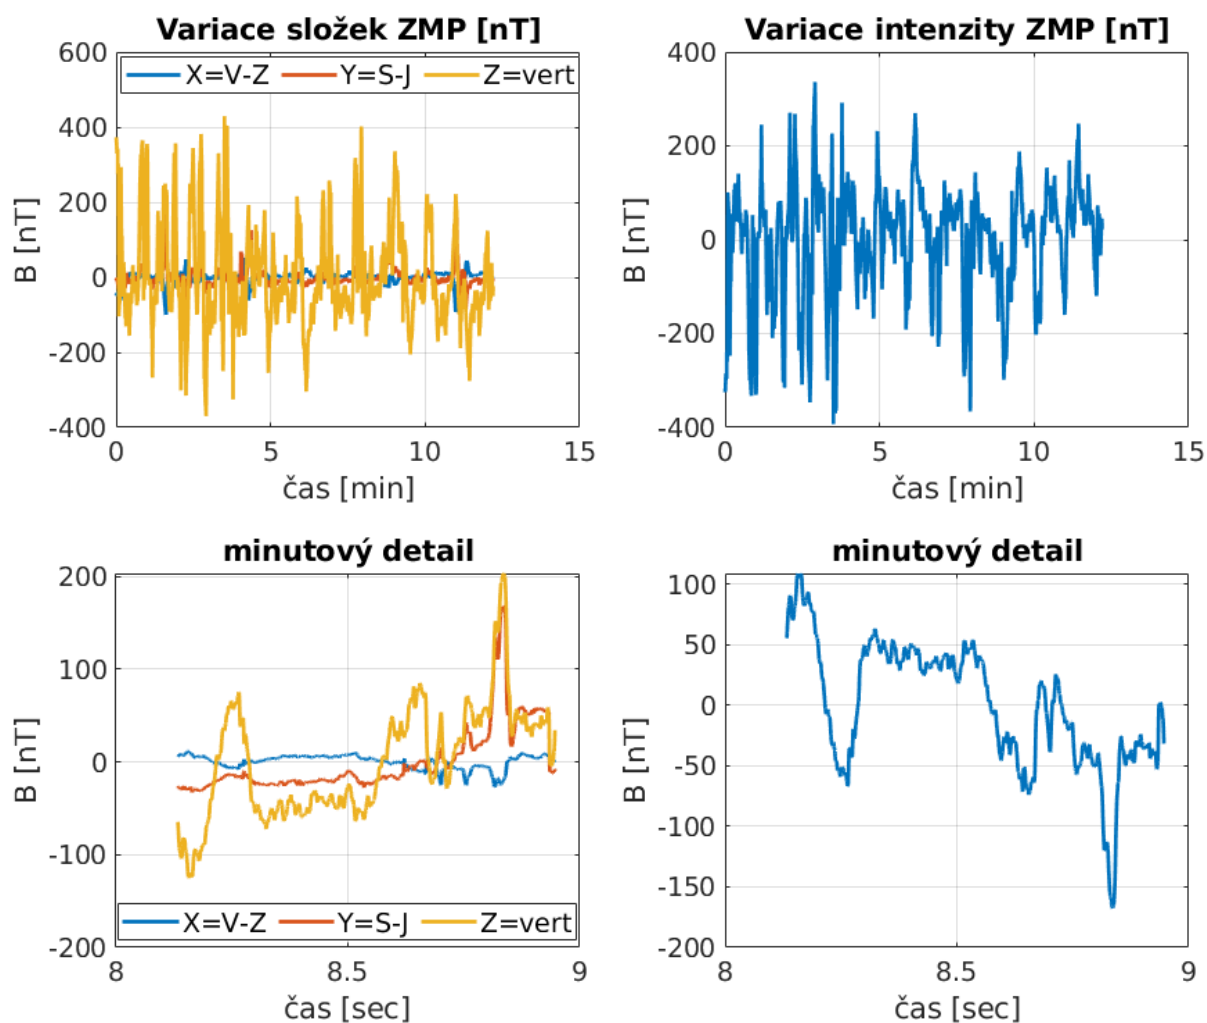 Variace složek ZMP [nT]
600
400
200
0
-200
-400
B [nT]
X=V-Z Y=S-J Z=vert
0 5 10 15
čas [min]
Variace intenzity ZMP [nT]
400
200
0
-200
-400
B [nT]
0 5 10 15
čas [min]
minutový detail
200
100
0
-100
-200
B [nT]
X=V-Z Y=S-J Z=vert
8 8.5 9
čas [sec]
minutový detail
100
50
0
-50
-100
-150
-200
B [nT]
8 8.5 9
čas [sec]